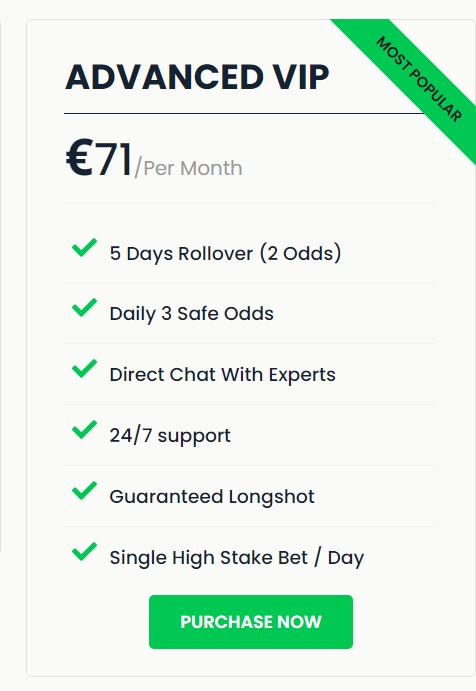 MOST POPULAR
ADVANCED VIP
€71/Per Month
5 Days Rollover (2 Odds)
Daily 3 Safe Odds
Direct Chat With Experts
24/7 support
Guaranteed Longshot
Single High Stake Bet / Day
PURCHASE NOW